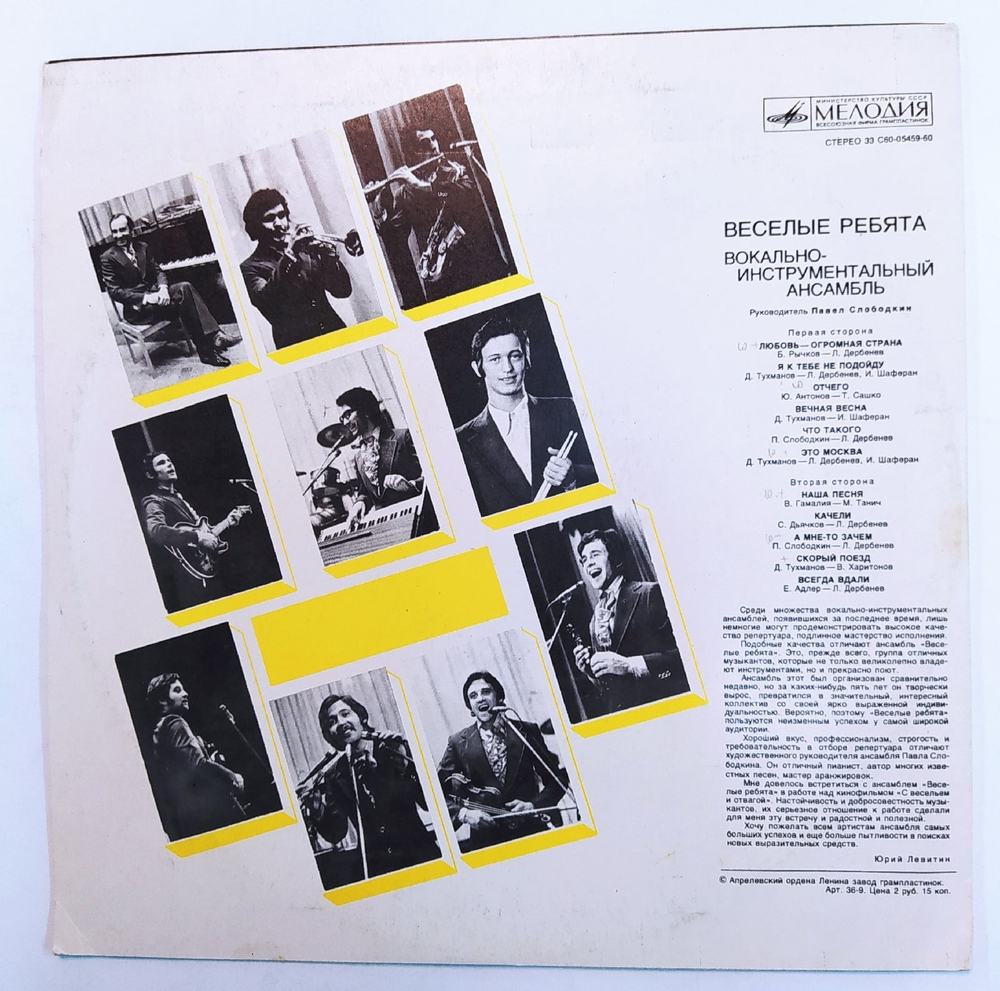 МИНИСТЕРСТВО КУЛЬТУРЫ СССР
МЕЛОДИЯ
ВСЕСОЮЗНАЯ ФИРМА ГРАМПЛАСТИНОК
СТЕРЕО 33 С60-05459-60
ВЕСЕЛЫЕ РЕБЯТА
ВОКАЛЬНО-
ИНСТРУМЕНТАЛЬНЫЙ
АНСАМБЛЬ
Руководитель Павел Слободкин
Первая сторона
ЛЮБОВЬ — ОГРОМНАЯ СТРАНА
Б. Рычков — Л. Дербенев
Я К ТЕБЕ НЕ ПОДОЙДУ
Д. Тухманов — Л. Дербенев, И. Шаферан
ОТЧЕГО
Ю. Антонов — Т. Сашко
ВЕЧНАЯ ВЕСНА
Д. Тухманов — И. Шаферан
ЧТО ТАКОГО
П. Слободкин — Л. Дербенев
ЭТО МОСКВА
Д. Тухманов — Л. Дербенев, И. Шаферан
Вторая сторона
НАША ПЕСНЯ
В. Гамалия — М. Танич
КАЧЕЛИ
С. Дьячков — Л. Дербенев
А МНЕ-ТО ЗАЧЕМ
П. Слободкин — Л. Дербенев
СКОРЫЙ ПОЕЗД
Д. Тухманов — В. Харитонов
ВСЕГДА ВДАЛИ
Е. Адлер — Л. Дербенев
Среди множества вокально-инструментальных
ансамблей, появившихся за последнее время, лишь
немногие могут продемонстрировать высокое каче-
ство репертуара, подлинное мастерство исполнения.
Подобные качества отличают ансамбль «Весе-
лые ребята». Это, прежде всего, группа отличных
музыкантов, которые не только великолепно владе-
ют инструментами, но и прекрасно поют.
Ансамбль этот был организован сравнительно
недавно, но за каких-нибудь пять лет он творчески
вырос, превратился в значительный, интересный
коллектив со своей ярко выраженной индиви-
дуальностью. Вероятно, поэтому «Веселые ребята»
пользуются неизменным успехом у самой широкой
аудитории.
Хороший вкус, профессионализм, строгость и
требовательность в отборе репертуара отличают
художественного руководителя ансамбля Павла Сло-
бодкина. Он отличный пианист, автор многих изве-
стных песен, мастер аранжировок.
Мне довелось встретиться с ансамблем «Весе-
лые ребята» в работе над кинофильмом «С весельем
и отвагой». Настойчивость и добросовестность музы-
кантов, их серьезное отношение к работе сделали
для меня эту встречу и радостной и полезной.
Хочу пожелать всем артистам ансамбля самых
больших успехов и еще больше пытливости в поисках
новых выразительных средств.
Юрий Левитин
© Апрелевский ордена Ленина завод грампластинок.
Арт. 36-9. Цена 2 руб. 15 коп.